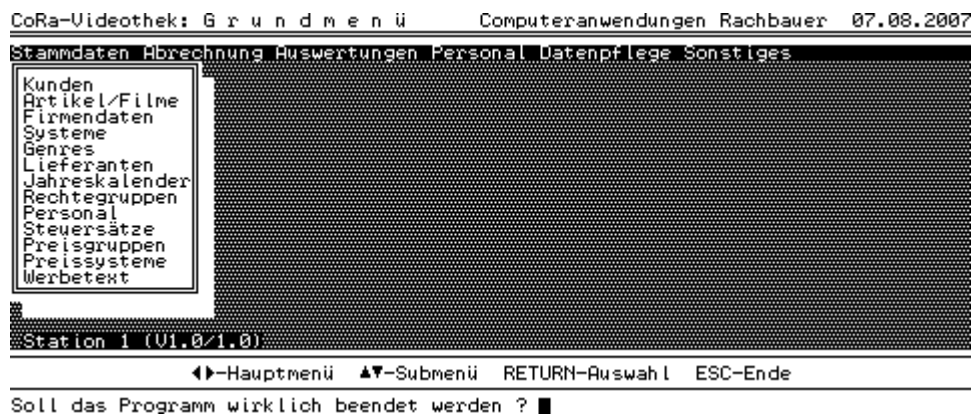 CoRa-Videothek: G r u n d m e n ü Computeranwendungen Rachbauer 07.08.2007
Stammdaten Abrechnung Auswertungen Personal Datenpflege Sonstiges
Kunden
Artikel/Filme
Firmendaten
Systeme
Genres
Lieferanten
Jahreskalender
Rechtegruppen
Personal
Steuersätze
Preisgruppen
Preissysteme
Werbetext
Station 1 (V1.0/1.0)
◄►-Hauptmenü ▲▼-Submenü RETURN-Auswahl ESC-Ende
Soll das Programm wirklich beendet werden ?